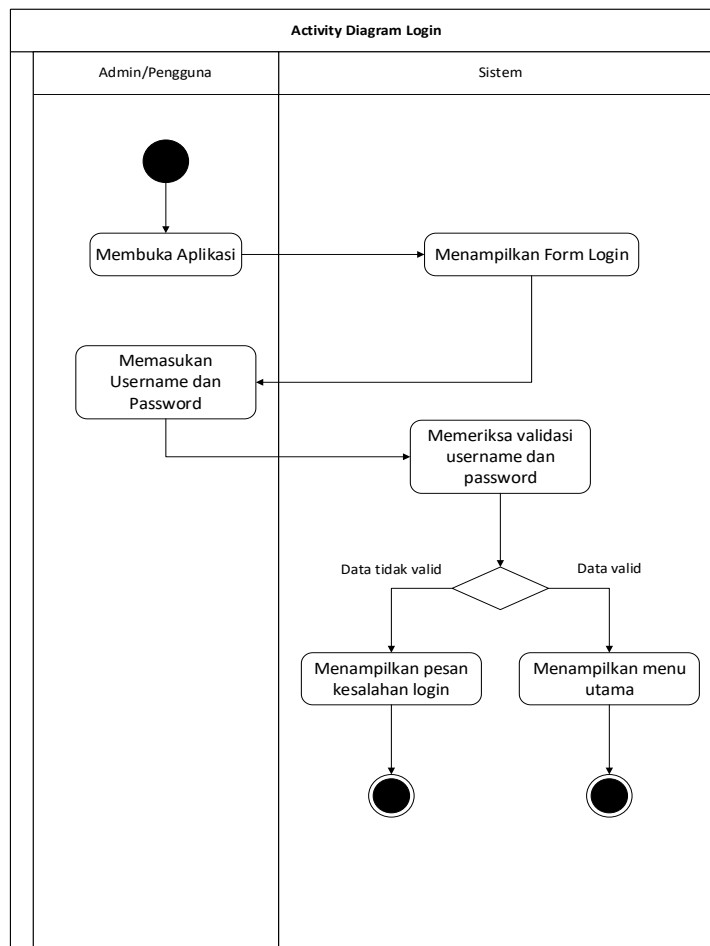 Activity Diagram Login
Admin/Pengguna
Sistem
Membuka Aplikasi
Menampilkan Form Login
Memasukan
Username dan
Password
Memeriksa validasi
username dan
password
Data tidak valid
Data valid
Menampilkan pesan
kesalahan login
Menampilkan menu
utama